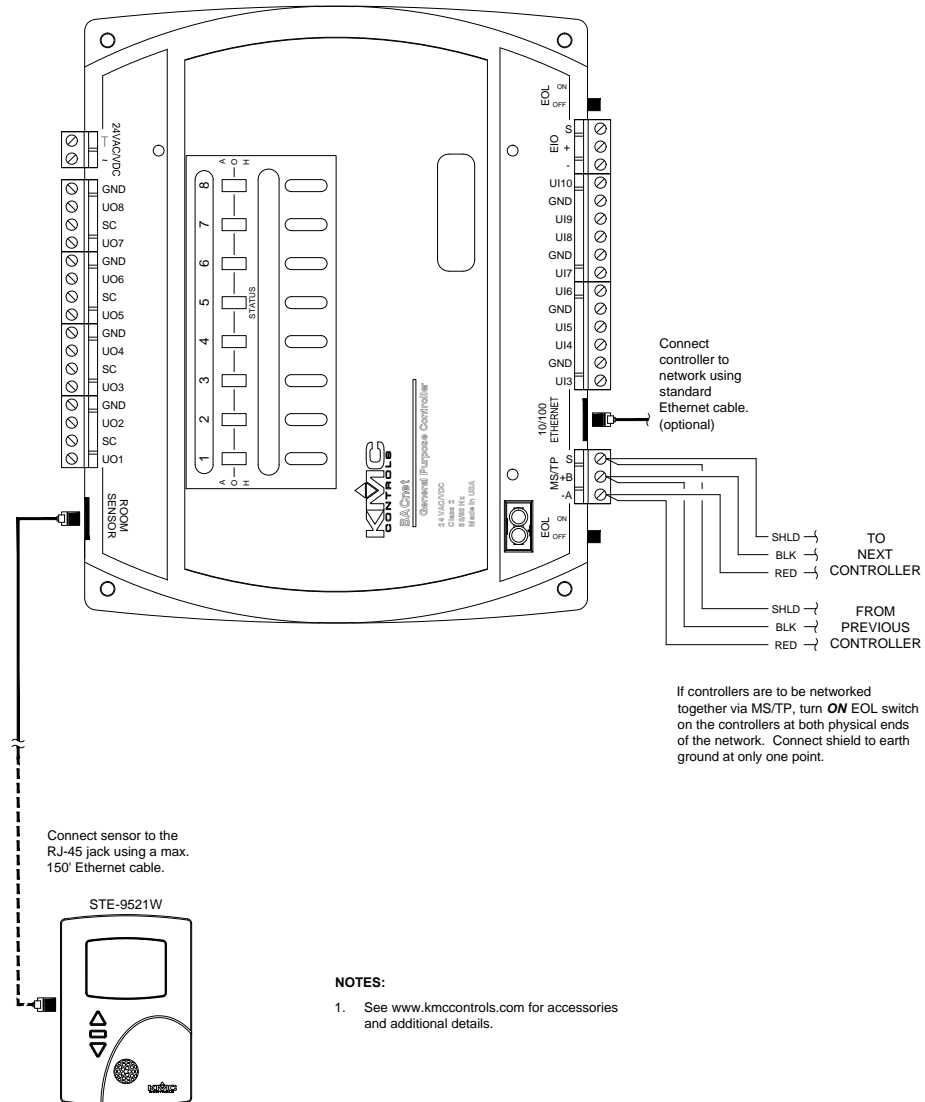 EOL
ON
OFF
24VAC/VDC
⊥
~
GND
UO8
SC
UO7
GND
UO6
SC
UO5
GND
UO4
SC
UO3
GND
UO2
SC
UO1
ROOM
SENSOR
A
O
H
8
7
6
5
4
3
2
1
STATUS
A
O
H
KMC
CONTROLS
BACnet
General Purpose Controller
24 VAC/VDC
Class 2
50/60 Hz
Made in USA
EIO
S
+
-
UI10
GND
UI9
UI8
GND
UI7
UI6
GND
UI5
UI4
GND
UI3
10/100
ETHERNET
MS/TP
S
+B
-A
EOL
ON
OFF
Connect
controller to
network using
standard
Ethernet cable.
(optional)
SHLD
BLK
RED
TO
NEXT
CONTROLLER
SHLD
BLK
RED
FROM
PREVIOUS
CONTROLLER
If controllers are to be networked
together via MS/TP, turn ON EOL switch
on the controllers at both physical ends
of the network. Connect shield to earth
ground at only one point.
Connect sensor to the
RJ-45 jack using a max.
150' Ethernet cable.
STE-9521W
KMC
NOTES:
1. See www.kmccontrols.com for accessories
and additional details.